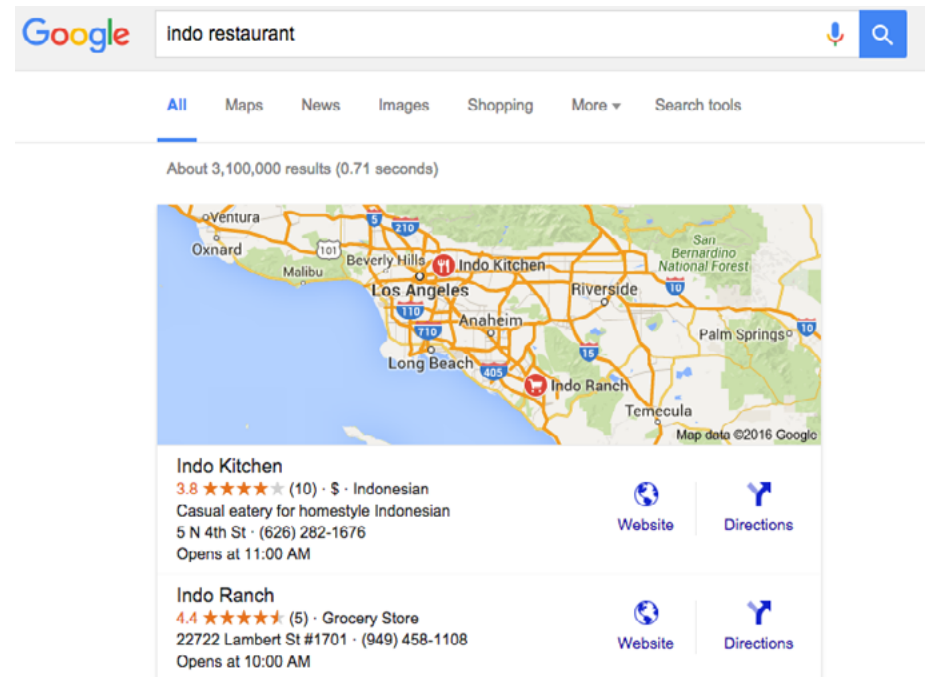 Google
indo restaurant
All Maps News Images Shopping More ▾ Search tools
About 3,100,000 results (0.71 seconds)
Ventura
5
210
Oxnard
101
Beverly Hills
Indo Kitchen
San
Bernardino
National Forest
Malibu
Los Angeles
Riverside
10
110
Anaheim
710
Palm Springs
10
15
Long Beach
405
Indo Ranch
Temecula
Map data ©2016 Google
Indo Kitchen
3.8 ★★★★★ (10) · $ · Indonesian
Casual eatery for homestyle Indonesian
5 N 4th St · (626) 282-1676
Opens at 11:00 AM
Website
Directions
Indo Ranch
4.4 ★★★★★ (5) · Grocery Store
22722 Lambert St #1701 · (949) 458-1108
Opens at 10:00 AM
Website
Directions